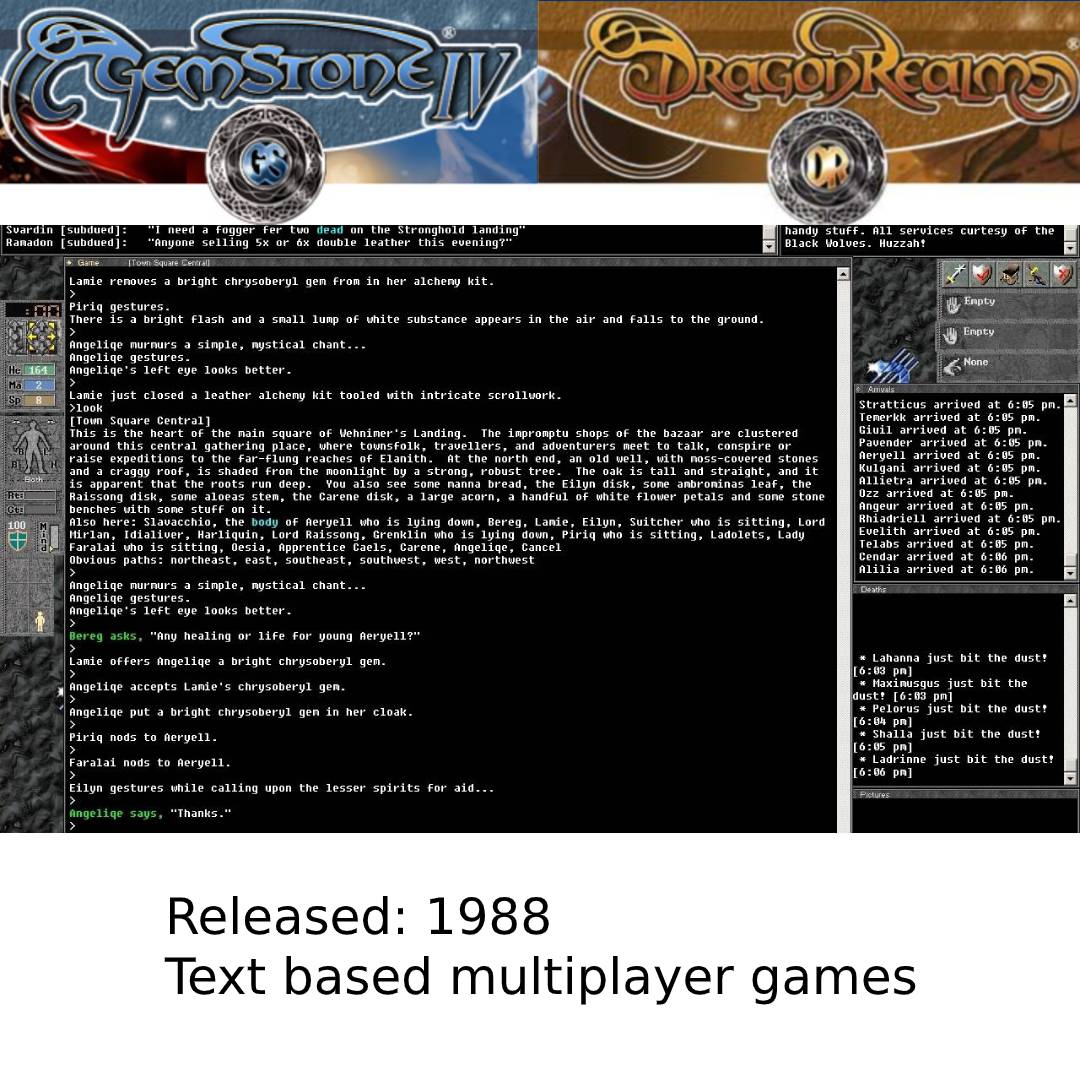 GEMSTONE IV®
DRAGONREALMS®
GS
DR
Svardin [subdued]: "I need a fogger fer two dead on the Stronghold landing"
Ramadon [subdued]: "Anyone selling 5x or 6x double leather this evening?"
handy stuff. All services curtesy of the
Black Wolves. Huzzah!
Game [Town Square Central]
Lamie removes a bright chrysoberyl gem from in her alchemy kit.
>
Piriq gestures.
There is a bright flash and a small lump of white substance appears in the air and falls to the ground.
>
Angeliqe murmurs a simple, mystical chant...
Angeliqe gestures.
Angeliqe's left eye looks better.
>
Lamie just closed a leather alchemy kit tooled with intricate scrollwork.
>look
[Town Square Central]
This is the heart of the main square of Wehnimer's Landing. The impromptu shops of the bazaar are clustered
around this central gathering place, where townsfolk, travellers, and adventurers meet to talk, conspire or
raise expeditions to the far-flung reaches of Elanith. At the north end, an old well, with moss-covered stones
and a craggy roof, is shaded from the moonlight by a strong, robust tree. The oak is tall and straight, and it
is apparent that the roots run deep. You also see some manna bread, the Eilyn disk, some ambrominas leaf, the
Raissong disk, some aloeas stem, the Carene disk, a large acorn, a handful of white flower petals and some stone
benches with some stuff on it.
Also here: Slavacchio, the body of Aeryell who is lying down, Bereg, Lamie, Eilyn, Suitcher who is sitting, Lord
Mirlan, Idialiver, Harliquin, Lord Raissong, Grenklin who is lying down, Piriq who is sitting, Ladolets, Lady
Faralai who is sitting, Oesia, Apprentice Caels, Carene, Angeliqe, Cancel
Obvious paths: northeast, east, southeast, southwest, west, northwest
>
Angeliqe murmurs a simple, mystical chant...
Angeliqe gestures.
Angeliqe's left eye looks better.
>
Bereg asks, "Any healing or life for young Aeryell?"
>
Lamie offers Angeliqe a bright chrysoberyl gem.
>
Angeliqe accepts Lamie's chrysoberyl gem.
>
Angeliqe put a bright chrysoberyl gem in her cloak.
>
Piriq nods to Aeryell.
>
Faralai nods to Aeryell.
>
Eilyn gestures while calling upon the lesser spirits for aid...
>
Angeliqe says, "Thanks."
>
He 164
Ma 2
Sp 8
Both
Rt:
Ct:
100
Mind
Empty
Empty
None
Arrivals
Stratticus arrived at 6:05 pm.
Temerkk arrived at 6:05 pm.
Giuil arrived at 6:05 pm.
Pavender arrived at 6:05 pm.
Aeryell arrived at 6:05 pm.
Kulgani arrived at 6:05 pm.
Allietra arrived at 6:05 pm.
Ozz arrived at 6:05 pm.
Angeur arrived at 6:05 pm.
Rhiadriell arrived at 6:05 pm.
Evelith arrived at 6:05 pm.
Telabs arrived at 6:05 pm.
Cendar arrived at 6:06 pm.
Alilia arrived at 6:06 pm.
Deaths
* Lahanna just bit the dust!
[6:03 pm]
* Maximusgus just bit the
dust! [6:03 pm]
* Pelorus just bit the dust!
[6:04 pm]
* Shalla just bit the dust!
[6:05 pm]
* Ladrinne just bit the dust!
[6:06 pm]
Pictures
Released: 1988
Text based multiplayer games